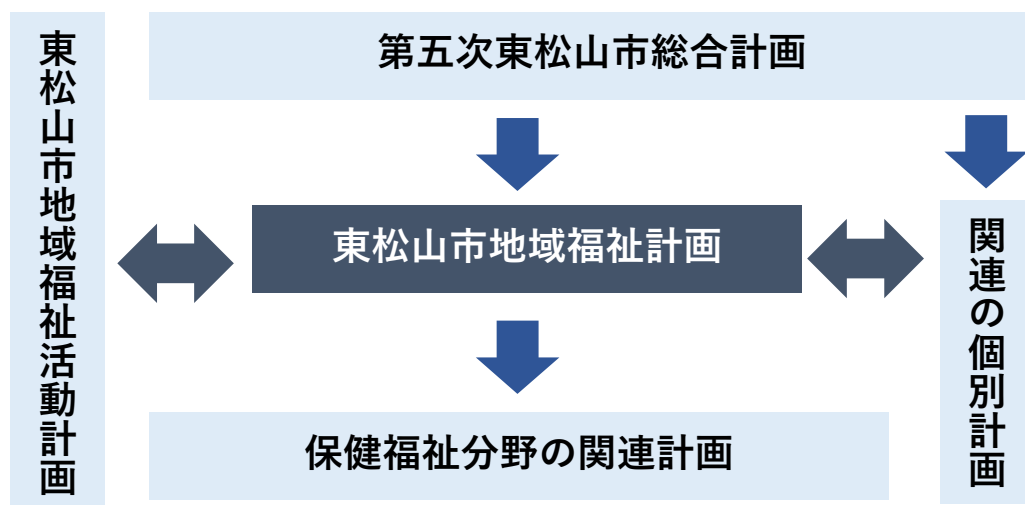 東松山市地域福祉活動計画
第五次東松山市総合計画
東松山市地域福祉計画
関連の個別計画
保健福祉分野の関連計画